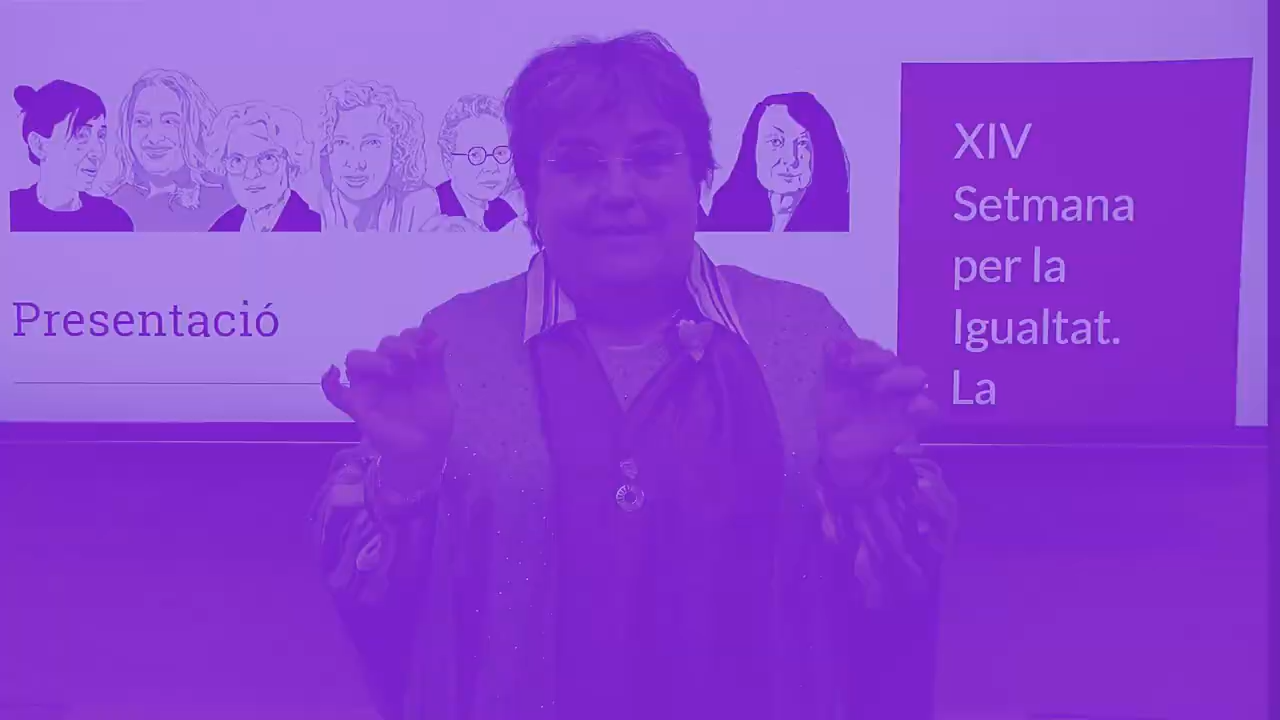 Presentació
XIV
Setmana
per la
Igualtat.
La